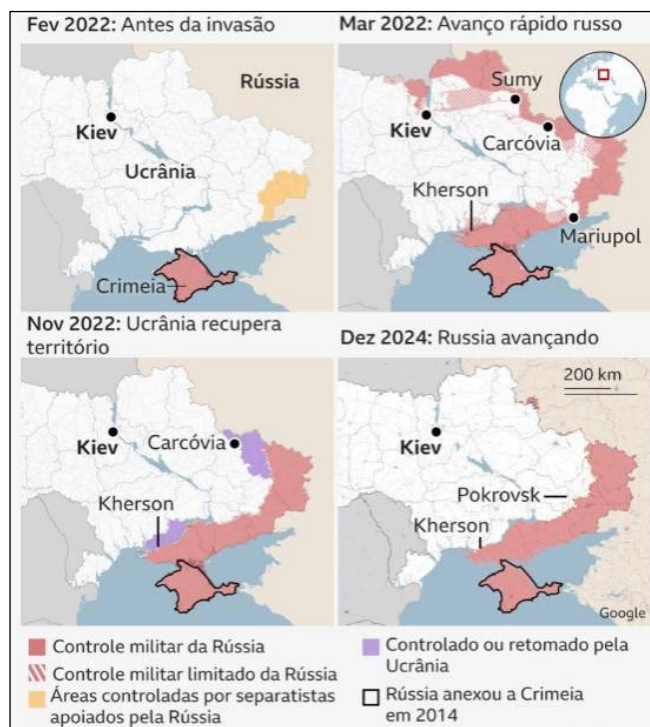 Fev 2022: Antes da invasão
Rússia
Kiev
Ucrânia
Crimeia
Mar 2022: Avanço rápido russo
Sumy
Kiev
Carcóvia
Kherson
Mariupol
Nov 2022: Ucrânia recupera
território
Kiev
Carcóvia
Kherson
Dez 2024: Russia avançando
200 km
Kiev
Pokrovsk
Kherson
Google
Controle militar da Rússia
Controle militar limitado da Rússia
Áreas controladas por separatistas
apoiados pela Rússia
Controlado ou retomado pela
Ucrânia
Rússia anexou a Crimeia
em 2014